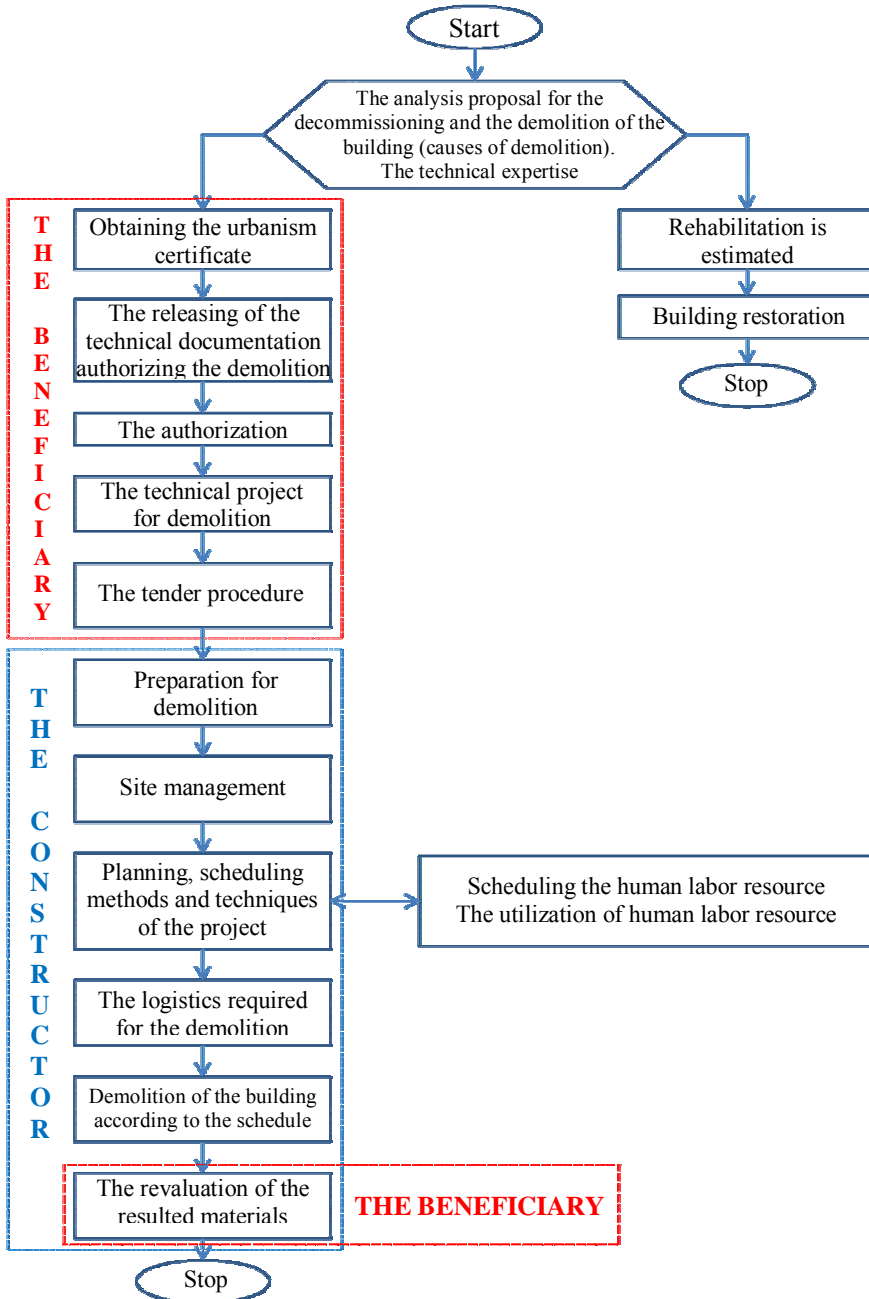 Start
The analysis proposal for the
decommissioning and the demolition of the
building (causes of demolition).
The technical expertise
THE BENEFICIARY
Obtaining the urbanism
certificate
The releasing of the
technical documentation
authorizing the demolition
The authorization
The technical project
for demolition
The tender procedure
Rehabilitation is
estimated
Building restoration
Stop
THE CONSTRUCTOR
Preparation for
demolition
Site management
Planning, scheduling
methods and techniques
of the project
Scheduling the human labor resource
The utilization of human labor resource
The logistics required
for the demolition
Demolition of the building
according to the schedule
The revaluation of the
resulted materials
THE BENEFICIARY
Stop